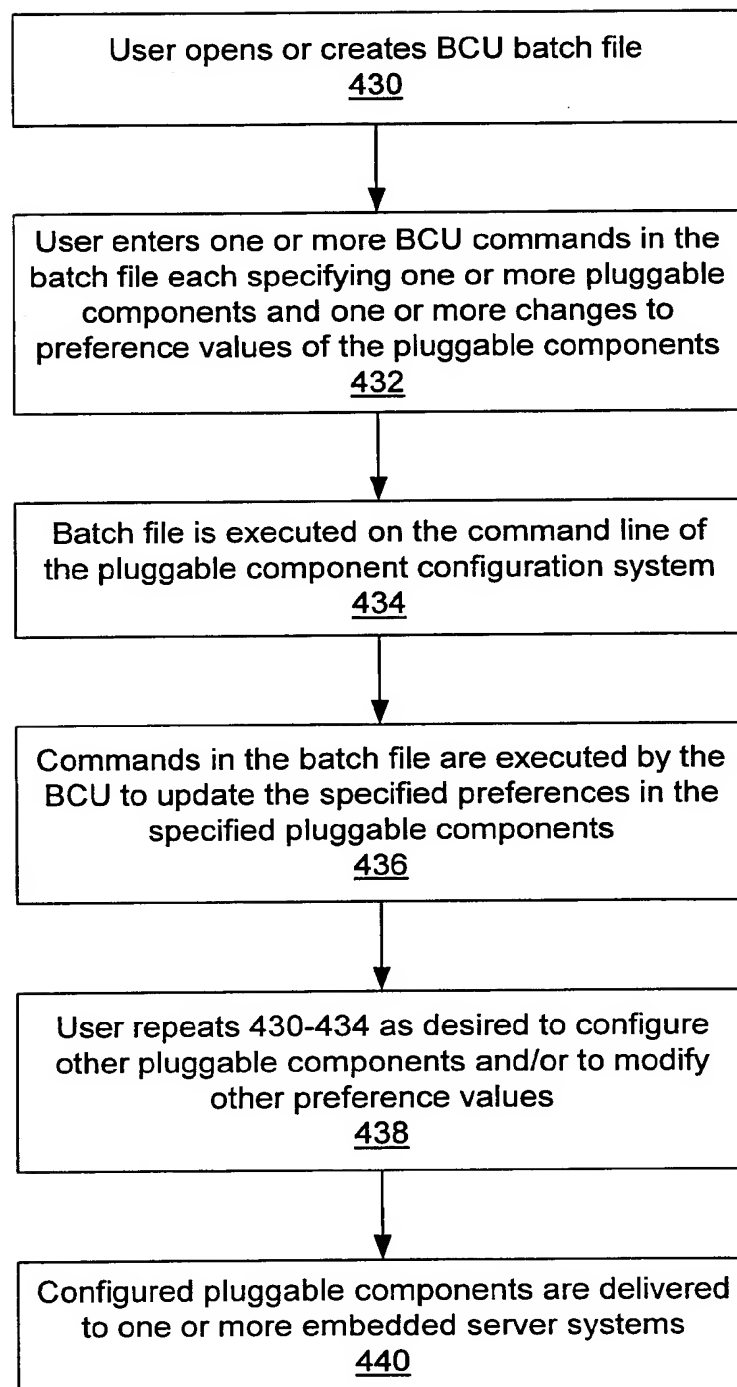 User opens or creates BCU batch file
430
User enters one or more BCU commands in the
batch file each specifying one or more pluggable
components and one or more changes to
preference values of the pluggable components
432
Batch file is executed on the command line of
the pluggable component configuration system
434
Commands in the batch file are executed by the
BCU to update the specified preferences in the
specified pluggable components
436
User repeats 430-434 as desired to configure
other pluggable components and/or to modify
other preference values
438
Configured pluggable components are delivered
to one or more embedded server systems
440